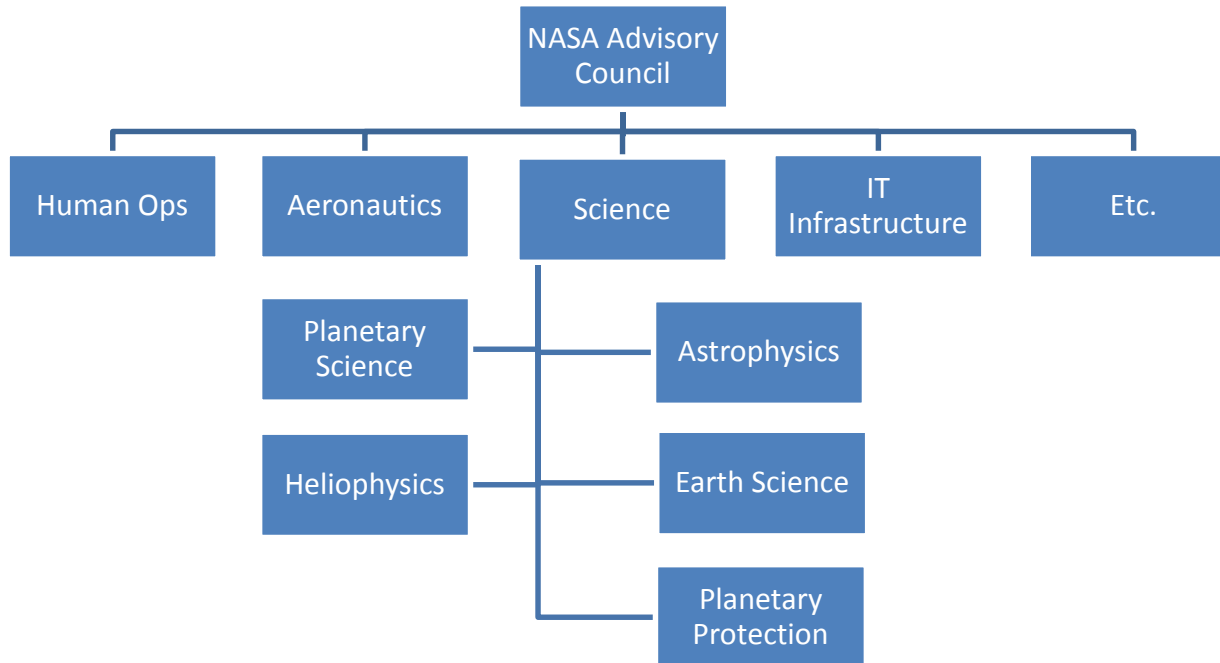 NASA Advisory
Council
Human Ops
Aeronautics
Science
IT
Infrastructure
Etc.
Planetary
Science
Astrophysics
Heliophysics
Earth Science
Planetary
Protection